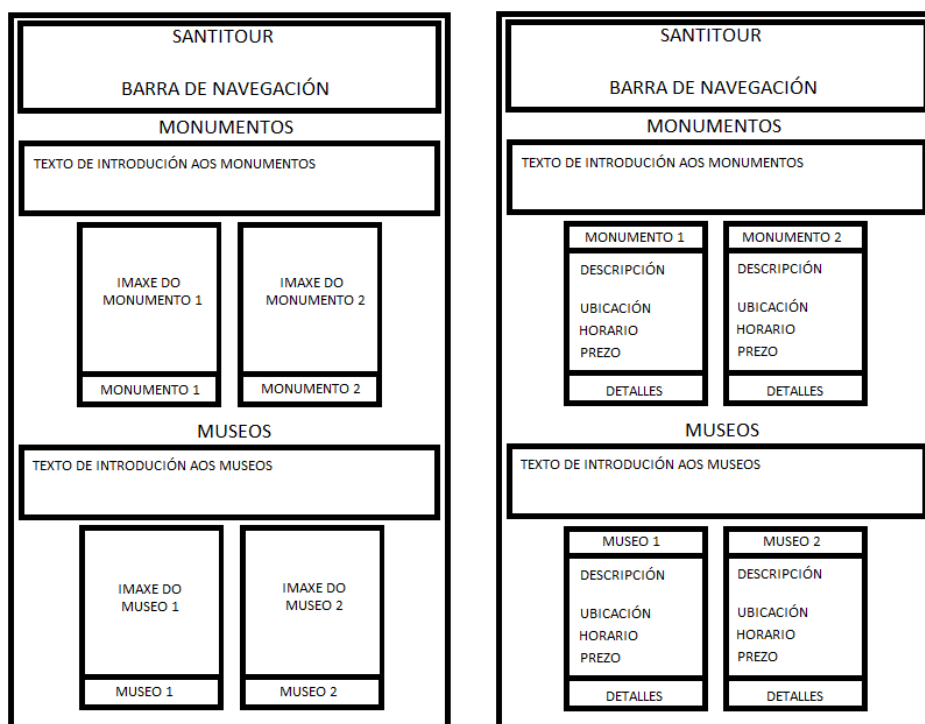 SANTITOUR
BARRA DE NAVEGACIÓN
MONUMENTOS
TEXTO DE INTRODUCIÓN AOS MONUMENTOS
IMAXE DO
MONUMENTO 1
IMAXE DO
MONUMENTO 2
MONUMENTO 1
MONUMENTO 2
MUSEOS
TEXTO DE INTRODUCIÓN AOS MUSEOS
IMAXE DO
MUSEO 1
IMAXE DO
MUSEO 2
MUSEO 1
MUSEO 2
SANTITOUR
BARRA DE NAVEGACIÓN
MONUMENTOS
TEXTO DE INTRODUCIÓN AOS MONUMENTOS
MONUMENTO 1
DESCRIPCIÓN
UBICACIÓN
HORARIO
PREZO
DETALLES
MONUMENTO 2
DESCRIPCIÓN
UBICACIÓN
HORARIO
PREZO
DETALLES
MUSEOS
TEXTO DE INTRODUCIÓN AOS MUSEOS
MUSEO 1
DESCRIPCIÓN
UBICACIÓN
HORARIO
PREZO
DETALLES
MUSEO 2
DESCRIPCIÓN
UBICACIÓN
HORARIO
PREZO
DETALLES